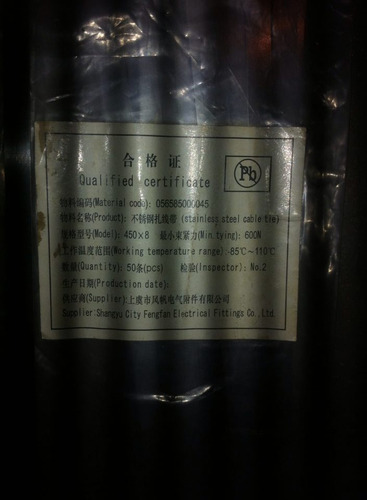 合格证
Qualified certificate
Pb
物料编码(Material code): 056585000045
物料名称(Product): 不锈钢扎线带 (stainless steel cable tie)
规格型号(Model): 450×8 最小束紧力(Min.tying): 600N
工作温度范围(Working temperature range) -85℃~110℃
数量(Quantity): 50条(pcs) 检验(Inspector): No.2
生产日期(Production date):
供应商(Supplier):上虞市风帆电气附件有限公司
Supplier:Shangyu City Fengfan Electrical Fittings Co.,Ltd.